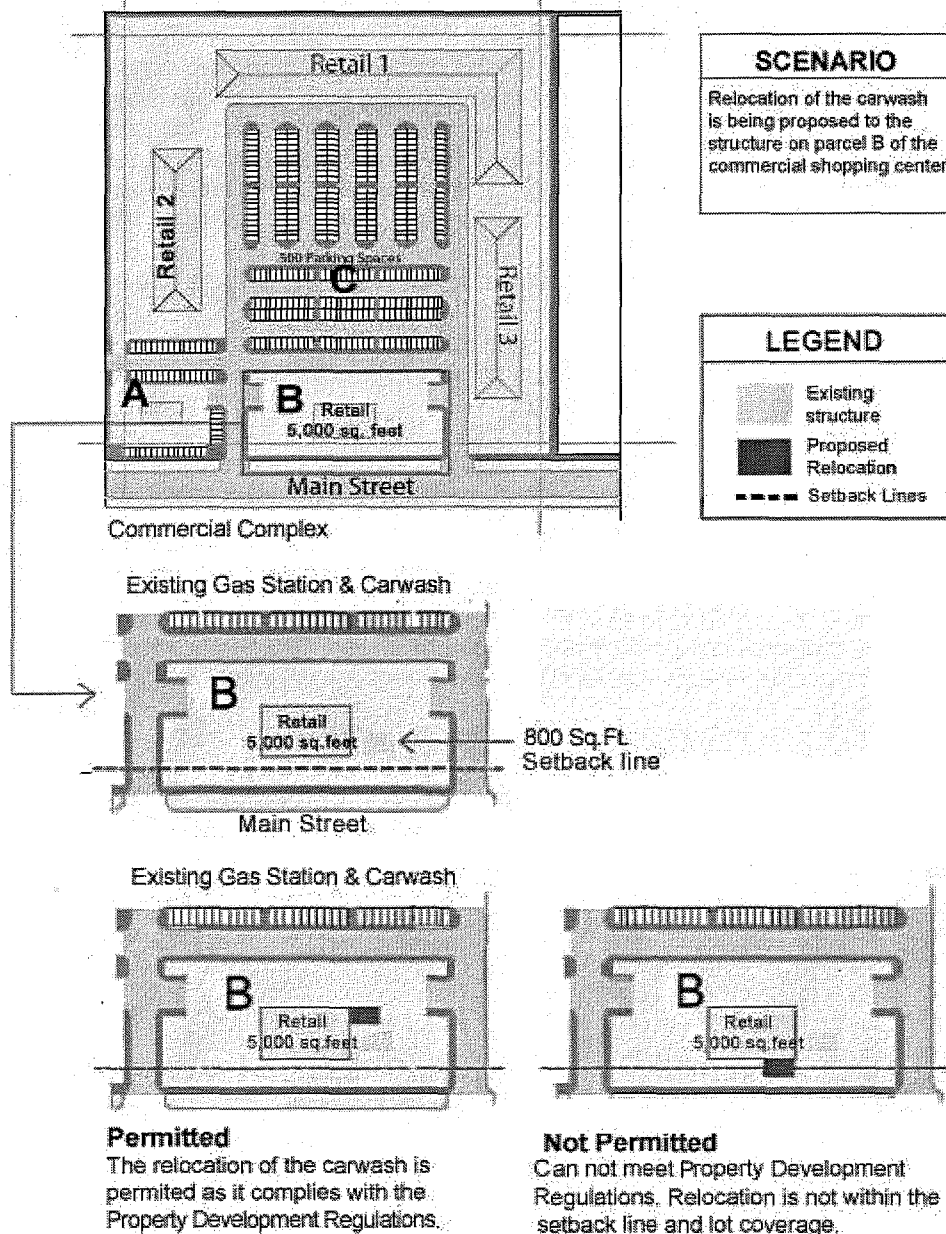 Retail 1
Retail 2
500 Parking Spaces
C
Retail 3
A
B
Retail
5,000 sq. feet
Main Street
Commercial Complex
SCENARIO
Relocation of the carwash
is being proposed to the
structure on parcel B of the
commercial shopping center
LEGEND
Existing
structure
Proposed
Relocation
Setback Lines
Existing Gas Station & Carwash
B
Retail
5,000 sq.feet
800 Sq.Ft.
Setback line
Main Street
Existing Gas Station & Carwash
B
Retail
5,000 sq.feet
B
Retail
5,000 sq.feet
Permitted
The relocation of the carwash is
permited as it complies with the
Property Development Regulations.
Not Permitted
Can not meet Property Development
Regulations. Relocation is not within the
setback line and lot coverage.